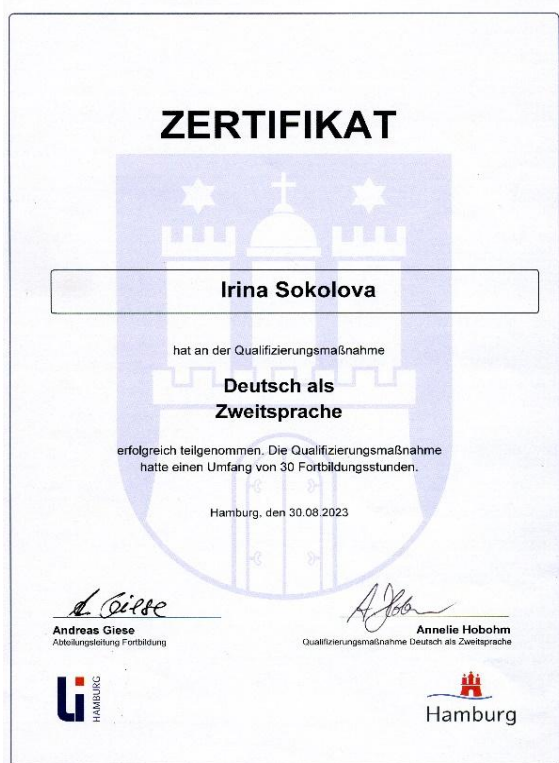 ZERTIFIKAT
Irina Sokolova
hat an der Qualifizierungsmaßnahme
Deutsch als
Zweitsprache
erfolgreich teilgenommen. Die Qualifizierungsmaßnahme
hatte einen Umfang von 30 Fortbildungsstunden.
Hamburg, den 30.08.2023
A. Giese
Andreas Giese
Abteilungsleitung Fortbildung
Annelie Hobohm
Qualifizierungsmaßnahme Deutsch als Zweitsprache
Li
HAMBURG
Hamburg